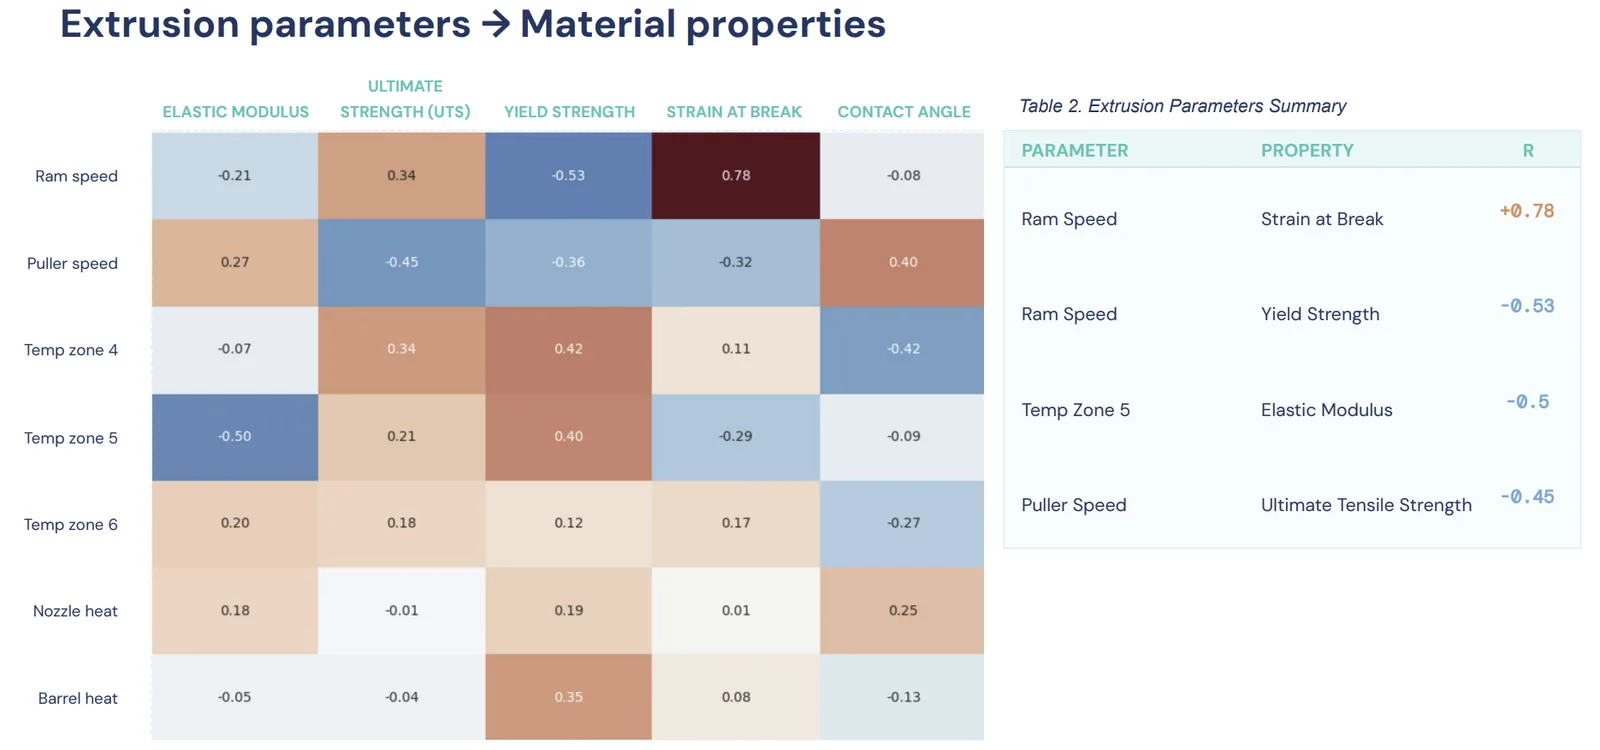 Extrusion parameters → Material properties
ELASTIC MODULUS
ULTIMATE
STRENGTH (UTS)
YIELD STRENGTH
STRAIN AT BREAK
CONTACT ANGLE
Ram speed -0.21 0.34 -0.53 0.78 -0.08
Puller speed 0.27 -0.45 -0.36 -0.32 0.40
Temp zone 4 -0.07 0.34 0.42 0.11 -0.42
Temp zone 5 -0.50 0.21 0.40 -0.29 -0.09
Temp zone 6 0.20 0.18 0.12 0.17 -0.27
Nozzle heat 0.18 -0.01 0.19 0.01 0.25
Barrel heat -0.05 -0.04 0.35 0.08 -0.13
Table 2. Extrusion Parameters Summary
PARAMETER PROPERTY R
Ram Speed Strain at Break +0.78
Ram Speed Yield Strength -0.53
Temp Zone 5 Elastic Modulus -0.5
Puller Speed Ultimate Tensile Strength -0.45